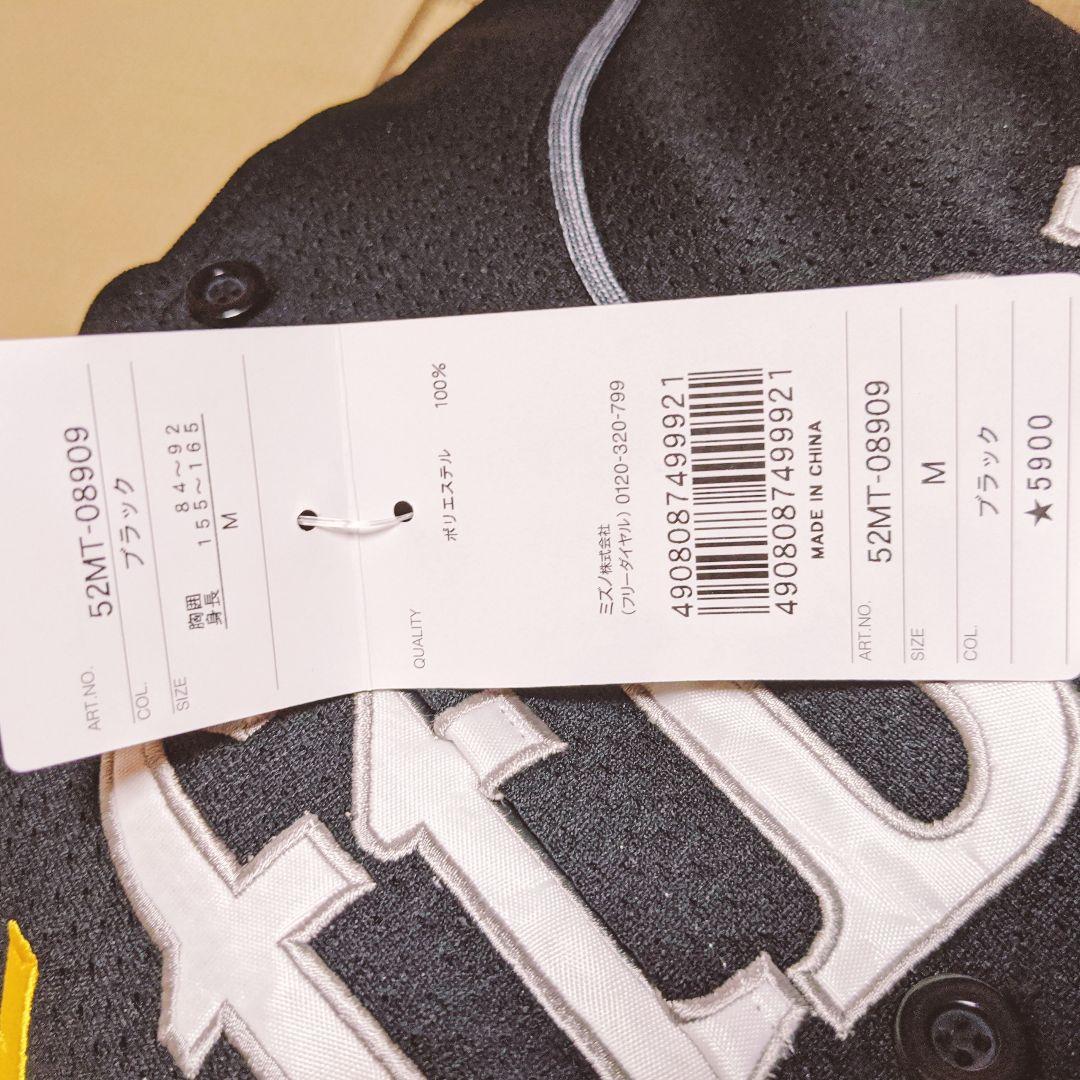 ART.NO. 52MT-08909
COL. ブラック
SIZE 胸囲 84~92
身長 155~165
M
QUALITY ポリエステル 100%
ミズノ株式会社
(フリーダイヤル) 0120-320-799
4908087499921
4908087499921
MADE IN CHINA
ART.NO. 52MT-08909
SIZE M
COL. ブラック
★5900